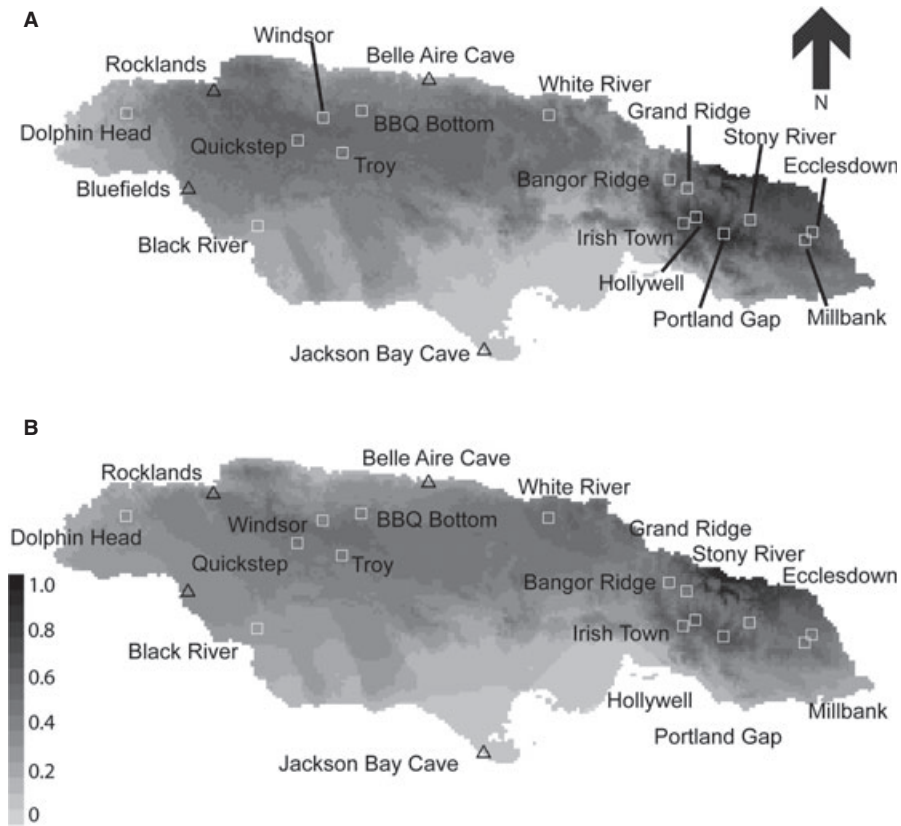 A
Windsor
Rocklands
Belle Aire Cave
White River
N
Grand Ridge
Dolphin Head
BBQ Bottom
Stony River
Quickstep
Troy
Ecclesdown
Bluefields
Bangor Ridge
Black River
Irish Town
Hollywell
Portland Gap
Millbank
Jackson Bay Cave
B
Rocklands
Belle Aire Cave
White River
Windsor
BBQ Bottom
Grand Ridge
Dolphin Head
Stony River
Quickstep
Troy
Ecclesdown
Bangor Ridge
1.0
0.8
Irish Town
Black River
0.6
Hollywell
Millbank
0.4
Portland Gap
Jackson Bay Cave
0.2
0